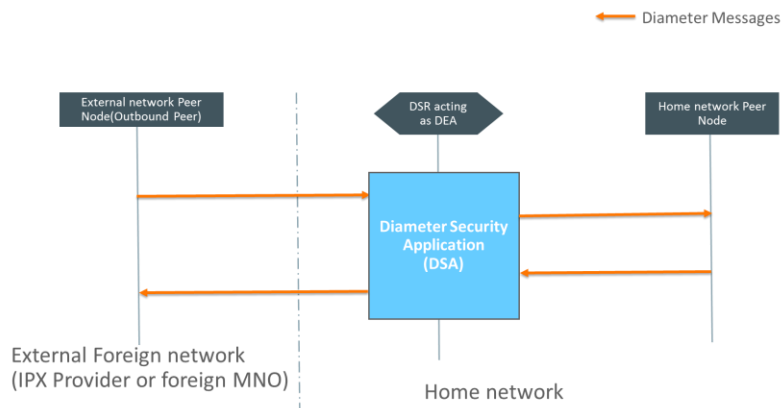 Diameter Messages
External network Peer
Node(Outbound Peer)
DSR acting
as DEA
Home network Peer
Node
Diameter Security
Application
(DSA)
External Foreign network
(IPX Provider or foreign MNO)
Home network